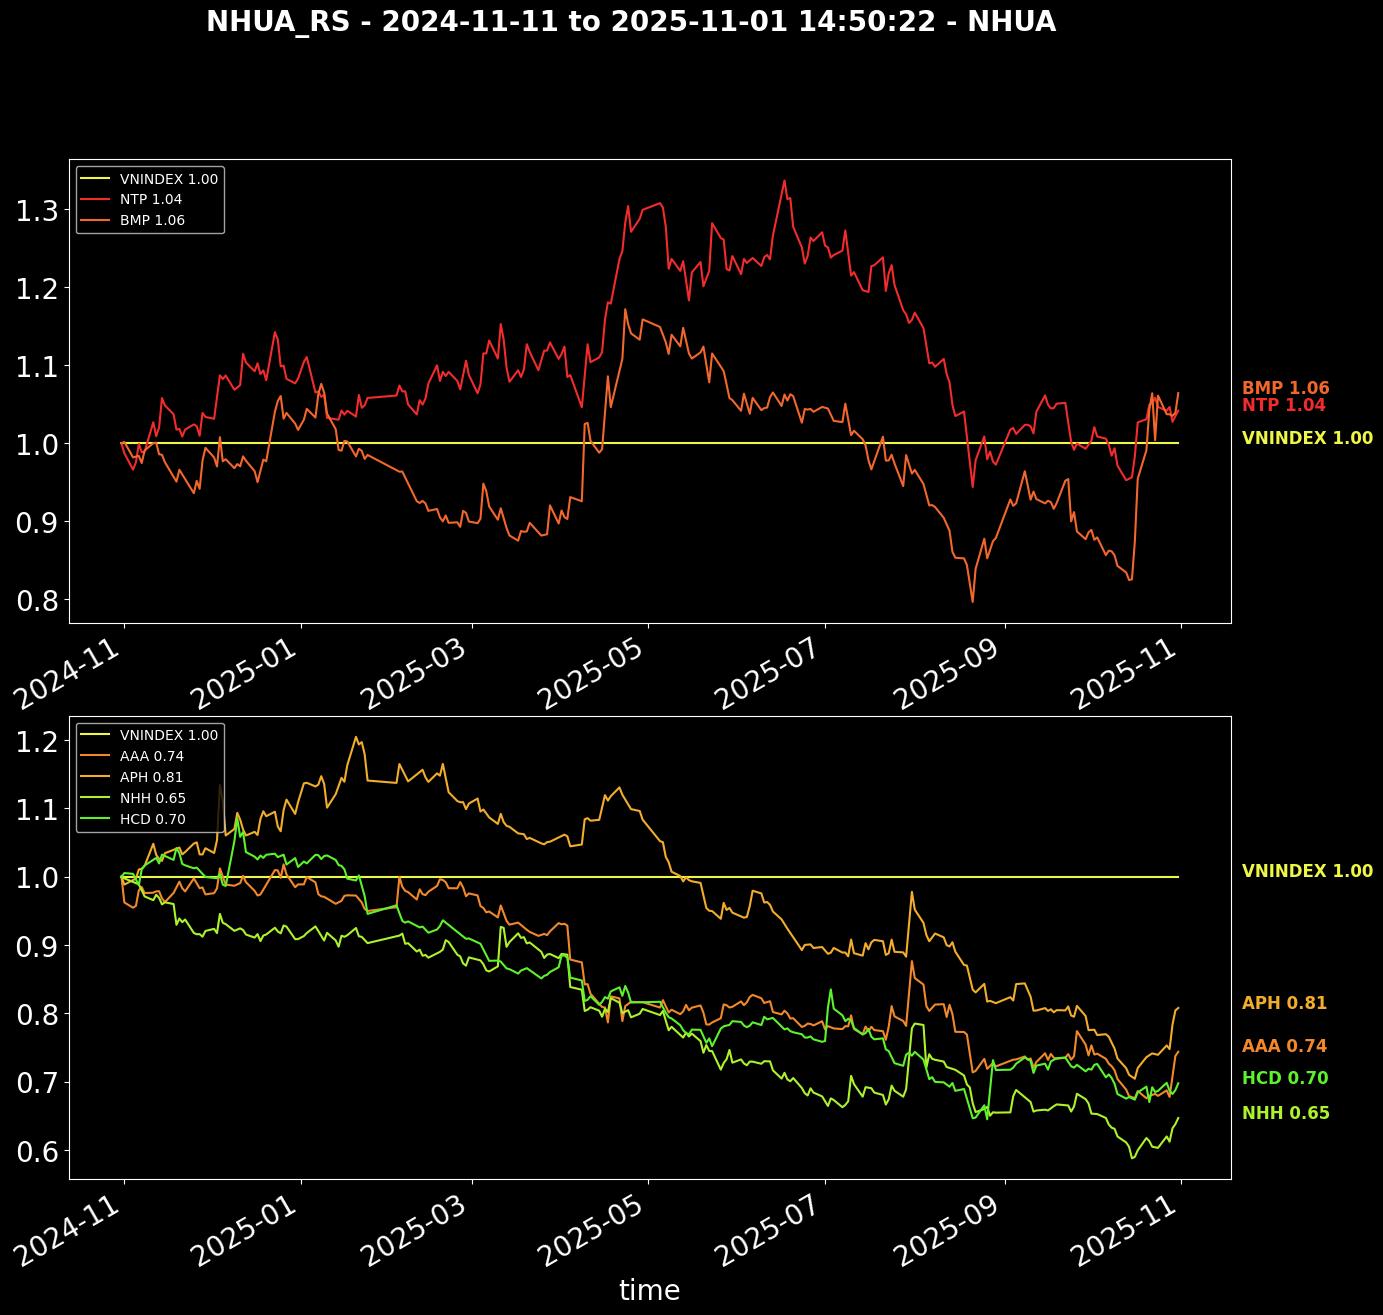 NHUA_RS - 2024-11-11 to 2025-11-01 14:50:22 - NHUA
VNINDEX 1.00
NTP 1.04
BMP 1.06
1.3
1.2
1.1
1.0
0.9
0.8
BMP 1.06
NTP 1.04
VNINDEX 1.00
2024-11
2025-01
2025-03
2025-05
2025-07
2025-09
2025-11
VNINDEX 1.00
AAA 0.74
APH 0.81
NHH 0.65
HCD 0.70
1.2
1.1
1.0
0.9
0.8
0.7
0.6
VNINDEX 1.00
APH 0.81
AAA 0.74
HCD 0.70
NHH 0.65
2024-11
2025-01
2025-03
2025-05
2025-07
2025-09
2025-11
time